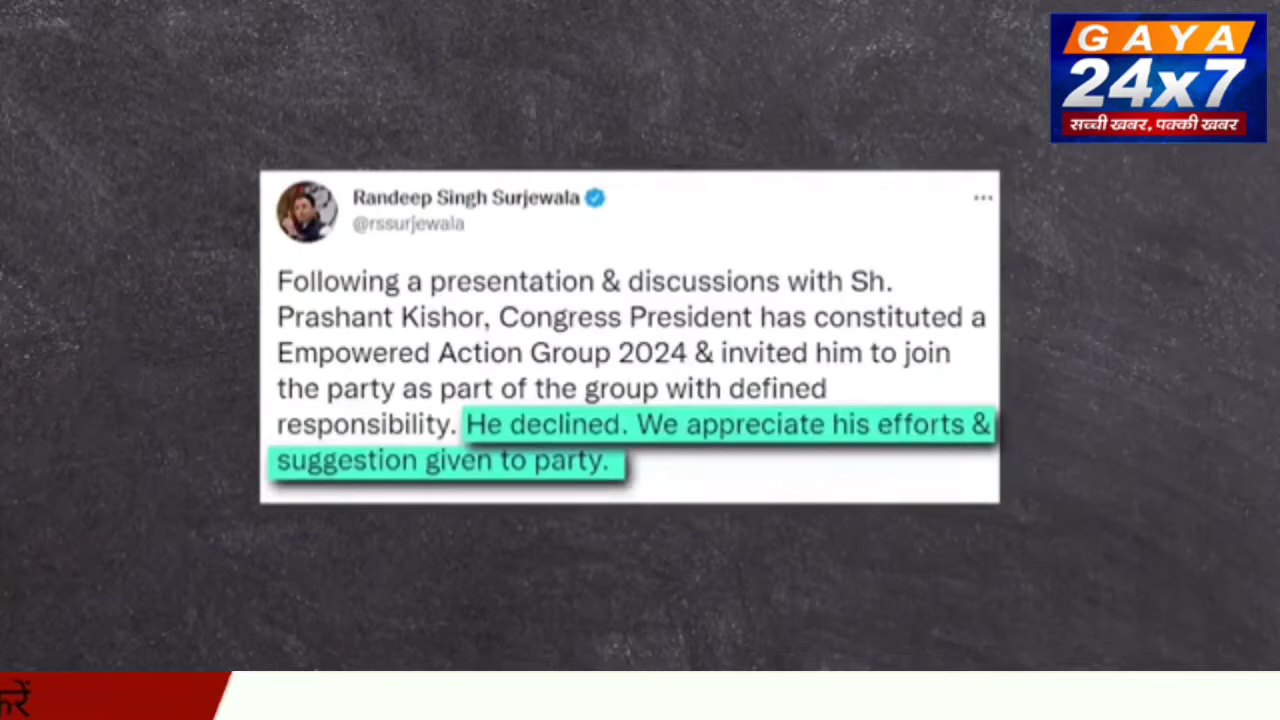 GAYA
24x7
सच्ची खबर, पक्की खबर
Randeep Singh Surjewala
@rssurjewala
Following a presentation & discussions with Sh.
Prashant Kishor, Congress President has constituted a
Empowered Action Group 2024 & invited him to join
the party as part of the group with defined
responsibility. He declined. We appreciate his efforts &
suggestion given to party.